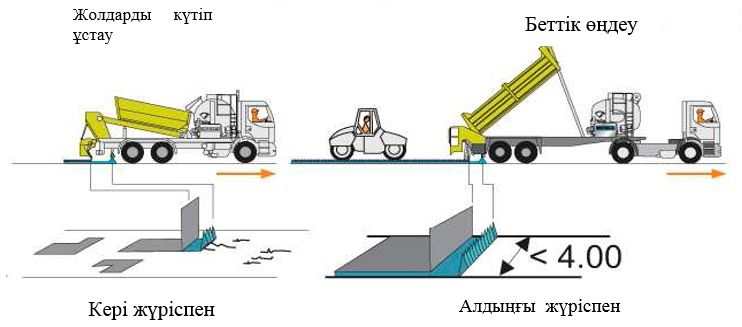 Жолдарды күтіп
ұстау
Беттік өңдеу
< 4.00
Кері жүріспен
Алдыңғы жүріспен